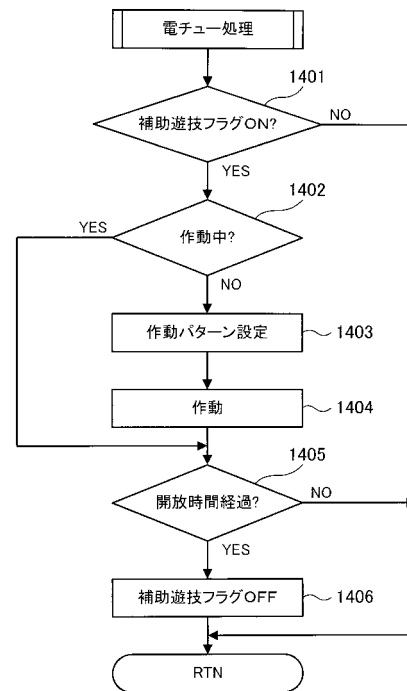 電チュー処理
1401
補助遊技フラグON?
NO
YES
1402
YES
作動中?
NO
作動パターン設定
1403
作動
1404
1405
開放時間経過?
NO
YES
補助遊技フラグOFF
1406
RTN